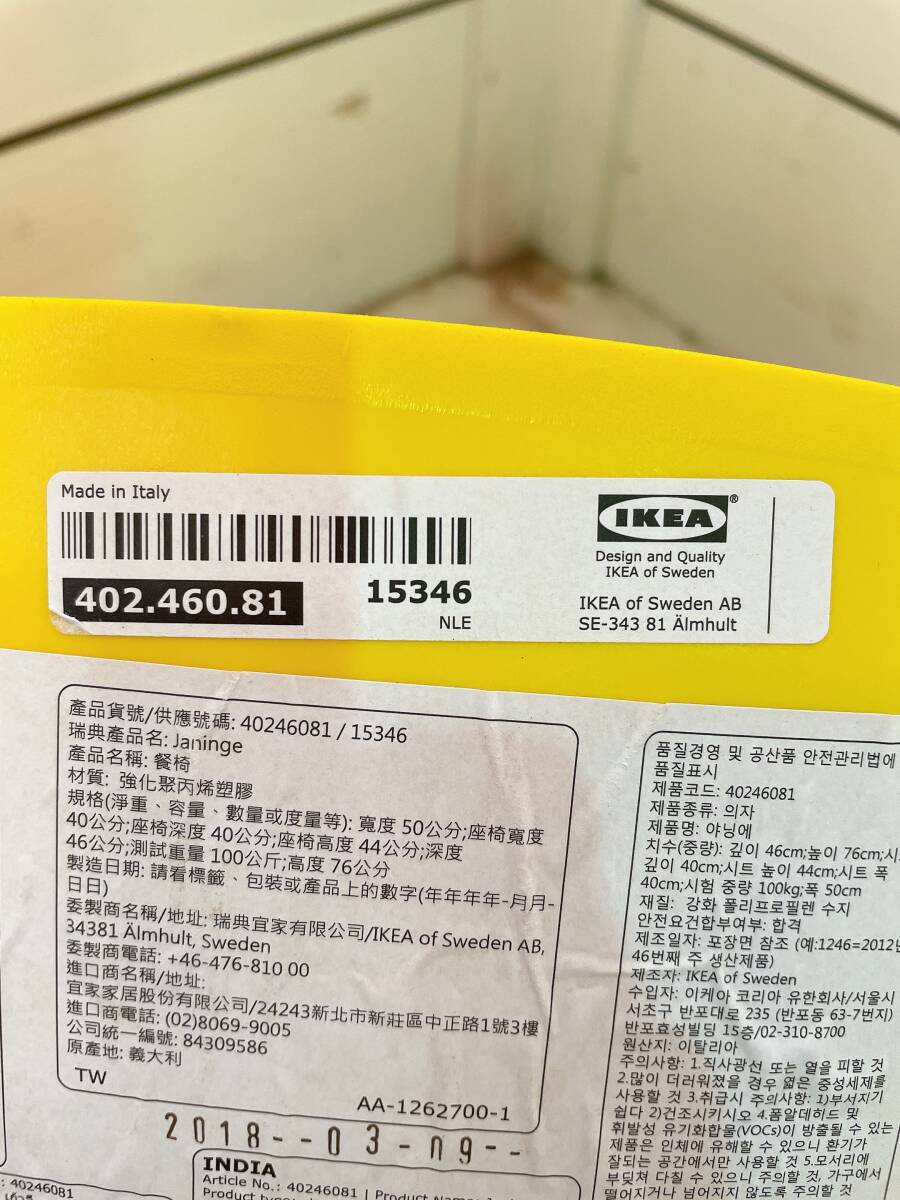 Made in Italy
402.460.81
15346
NLE
IKEA®
Design and Quality
IKEA of Sweden
IKEA of Sweden AB
SE-343 81 Älmhult
產品貨號/供應號碼: 40246081 / 15346
瑞典產品名: Janinge
產品名稱: 餐椅
材質: 強化聚丙烯塑膠
規格(淨重、容量、數量或度量等): 寬度 50公分;座椅寬度
40公分;座椅深度 40公分;座椅高度 44公分;深度
46公分;測試重量 100公斤;高度 76公分
製造日期: 請看標籤、包裝或產品上的數字(年年年年-月月-
日日)
委製商名稱/地址: 瑞典宜家有限公司/IKEA of Sweden AB,
34381 Älmhult, Sweden
委製商電話: +46-476-810 00
進口商名稱/地址:
宜家家居股份有限公司/24243新北市新莊區中正路1號3樓
進口商電話: (02)8069-9005
公司統一編號: 84309586
原產地: 義大利
TW
AA-1262700-1
2018--03-09--
품질경영 및 공산품 안전관리법에
품질표시
제품코드: 40246081
제품종류: 의자
제품명: 야닝에
치수(중량): 깊이 46cm;높이 76cm;시
깊이 40cm;시트 높이 44cm;시트 폭
40cm;시험 중량 100kg;폭 50cm
재질: 강화 폴리프로필렌 수지
안전요건합부여부: 합격
제조일자: 포장면 참조 (예:1246=2012년
46번째 주 생산제품)
제조자: IKEA of Sweden
수입자: 이케아 코리아 유한회사/서울시
서초구 반포대로 235 (반포동 63-7번지)
반포효성빌딩 15층/02-310-8700
원산지: 이탈리아
주의사항: 1.직사광선 또는 열을 피할 것
2.많이 더러워졌을 경우 엷은 중성세제를
사용할 것 3.취급시 주의사항: 1)부서지기
쉽다 2)건조시키시오 4.폼알데히드 및
휘발성 유기화합물(VOCs)이 방출될 수 있는
제품은 인체에 유해할 수 있으니 환기가
잘되는 공간에서만 사용할 것 5.모서리에
부딪혀 다칠 수 있으니 주의할 것, 가구에서
떨어지거나 넘어지지 않도록 주의할 것
INDIA
Article No.: 40246081 | Product Name:
Product type:
: 40246081